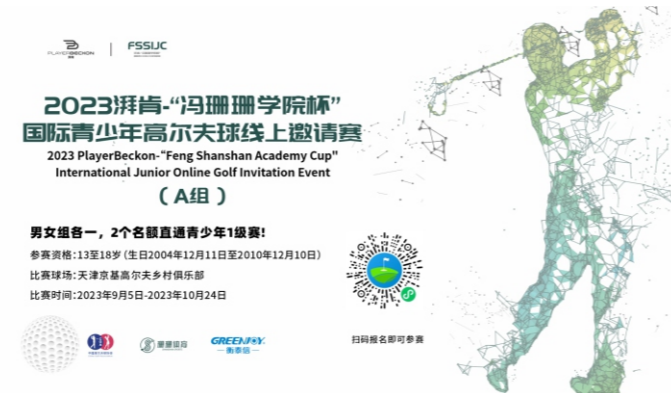 PLAYERBECKON
FSSIJC
2023湃肯-“冯珊珊学院杯”
国际青少年高尔夫球线上邀请赛
2023 PlayerBeckon-“Feng Shanshan Academy Cup"
International Junior Online Golf Invitation Event
（A组）
男女组各一，2个名额直通青少年1级赛!
参赛资格：13至18岁（生日2004年12月11日至2010年12月10日）
比赛球场：天津京基高尔夫乡村俱乐部
比赛时间：2023年9月5日-2023年10月24日
GREENJOY
衡泰信
扫码报名即可参赛